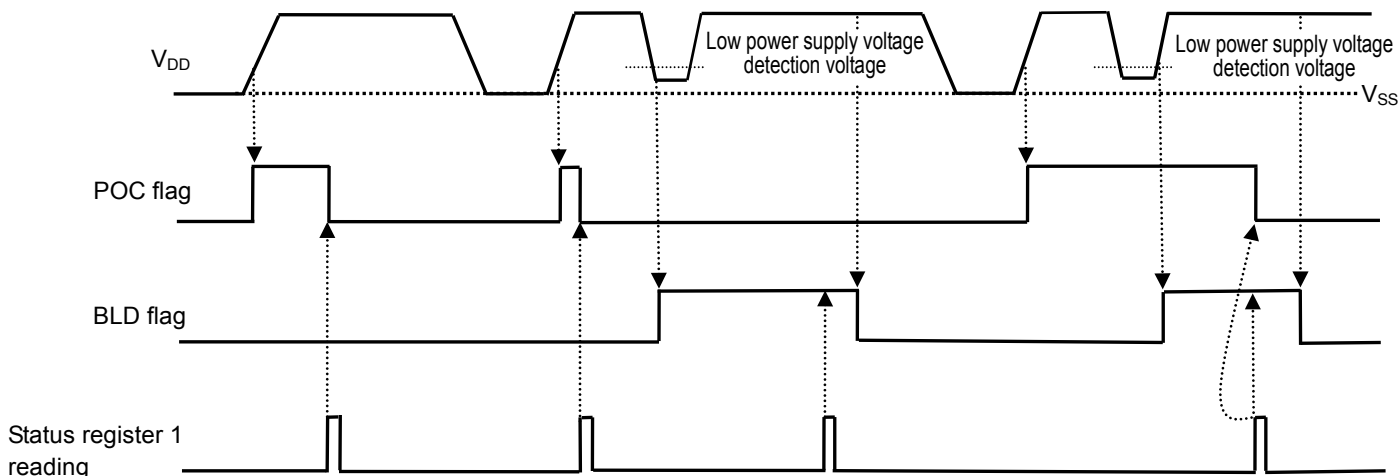 Low power supply voltage
detection voltage
Low power supply voltage
detection voltage
VDD
VSS
POC flag
BLD flag
Status register 1
reading